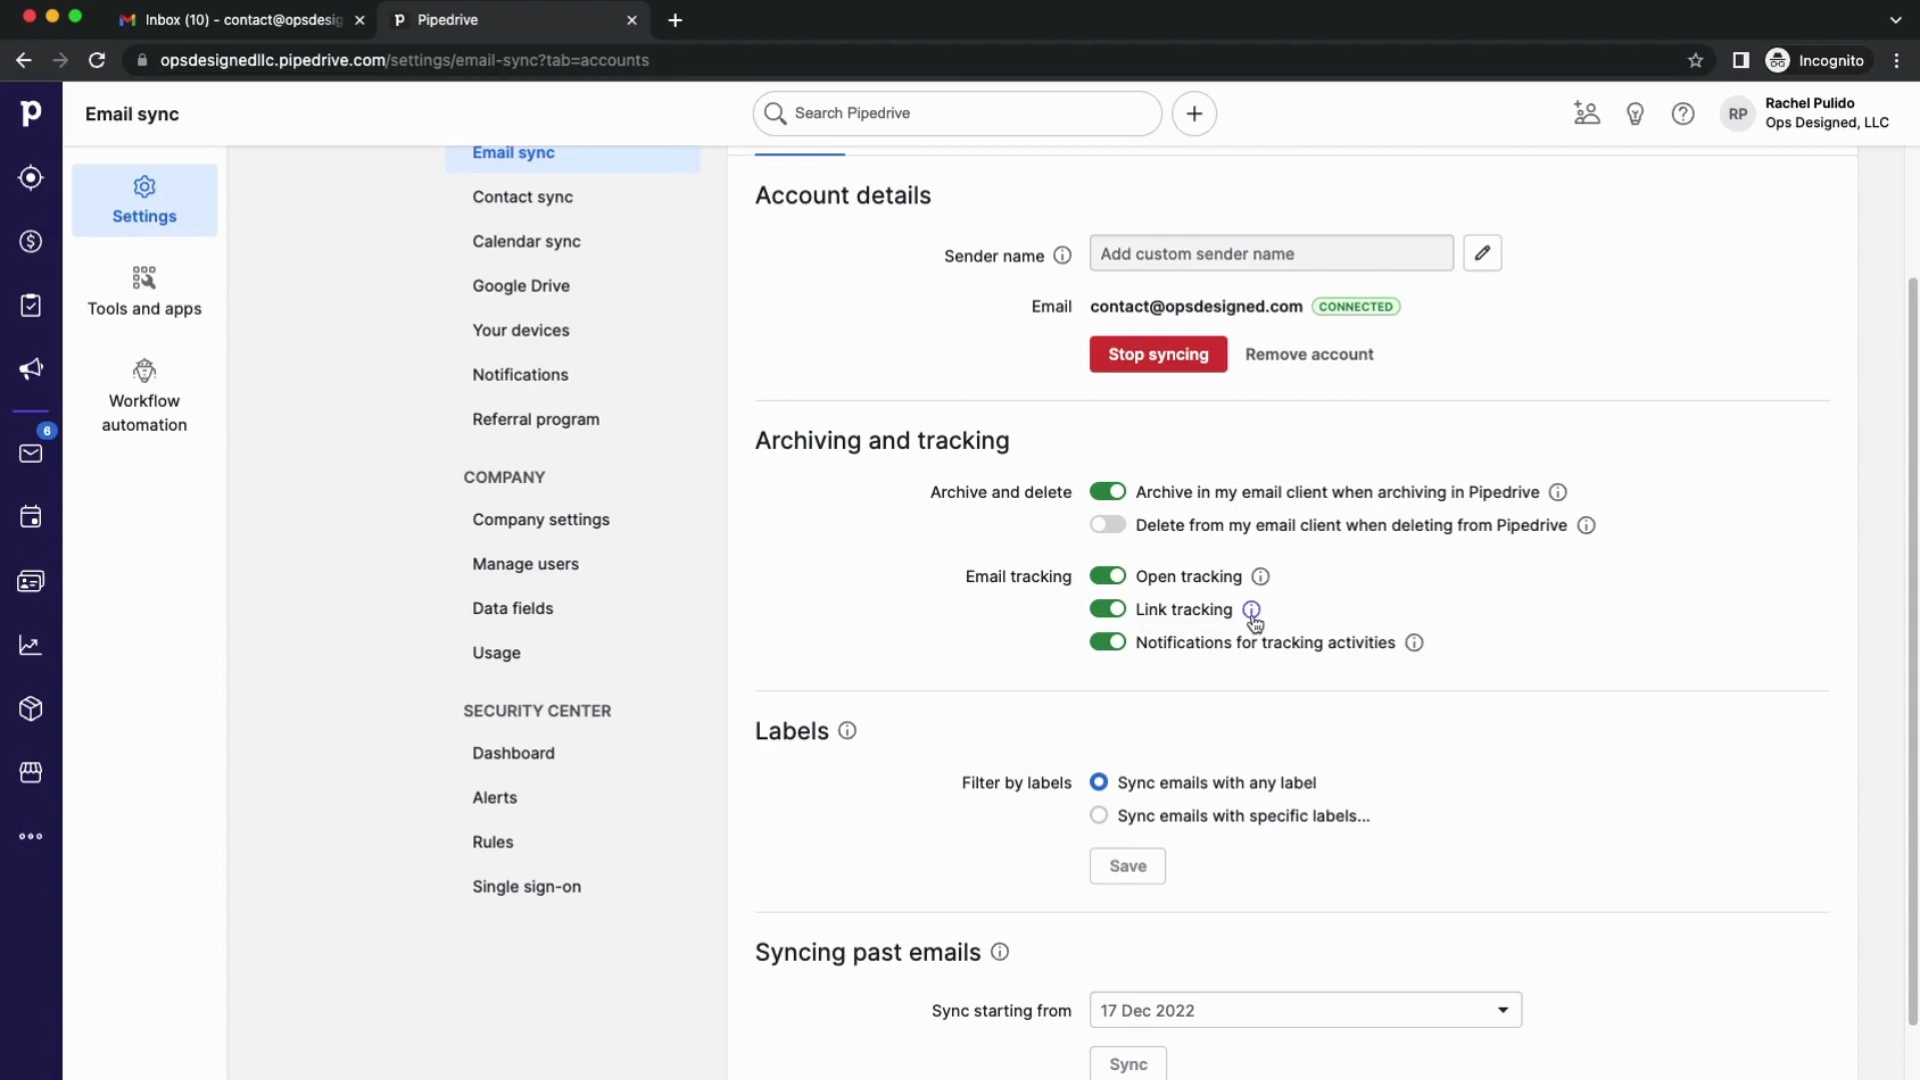 Inbox (10) - contact@opsdesig
Pipedrive
opsdesignedllc.pipedrive.com/settings/email-sync?tab=accounts
Incognito
p
Email sync
Search Pipedrive
RP
Rachel Pulido
Ops Designed, LLC
Settings
Tools and apps
Workflow
automation
6
Email sync
Contact sync
Calendar sync
Google Drive
Your devices
Notifications
Referral program
COMPANY
Company settings
Manage users
Data fields
Usage
SECURITY CENTER
Dashboard
Alerts
Rules
Single sign-on
Account details
Sender name
Add custom sender name
Email contact@opsdesigned.com CONNECTED
Stop syncing Remove account
Archiving and tracking
Archive and delete Archive in my email client when archiving in Pipedrive
Delete from my email client when deleting from Pipedrive
Email tracking Open tracking
Link tracking
Notifications for tracking activities
Labels
Filter by labels Sync emails with any label
Sync emails with specific labels...
Save
Syncing past emails
Sync starting from 17 Dec 2022
Sync